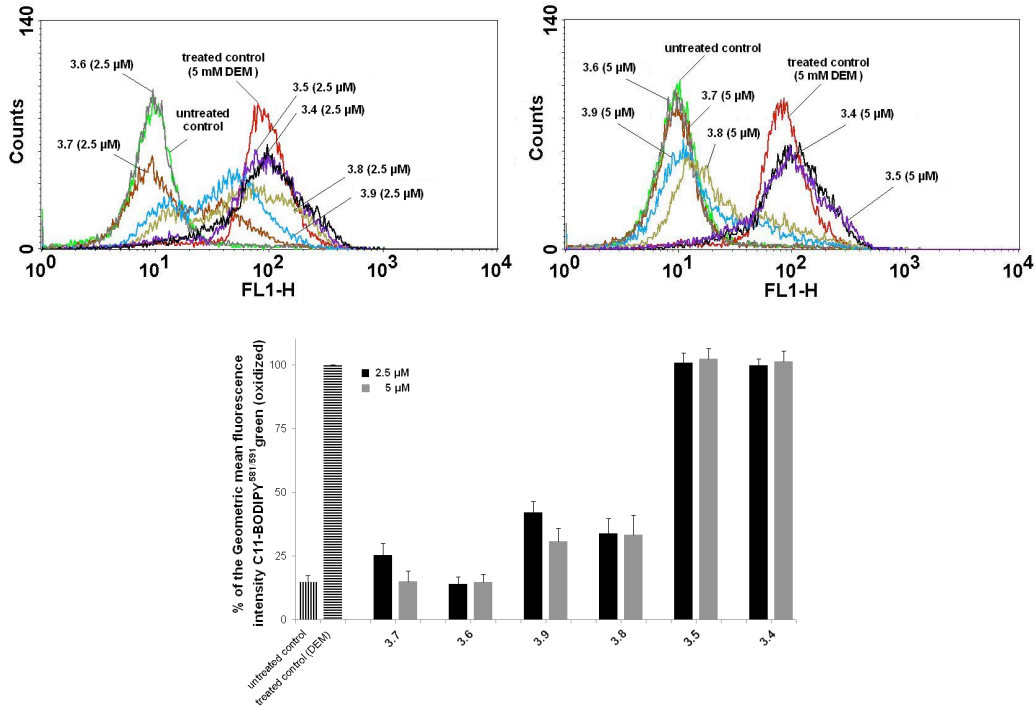 140
Counts
0
3.6 (2.5 µM)
treated control
(5 mM DEM )
3.5 (2.5 µM)
3.4 (2.5 µM)
untreated
control
3.7 (2.5 µM)
3.8 (2.5 µM)
3.9 (2.5 µM)
10⁰ 10¹ 10² 10³ 10⁴
FL1-H
140
Counts
0
untreated control
3.6 (5 µM)
treated control
(5 mM DEM )
3.7 (5 µM)
3.9 (5 µM)
3.8 (5 µM)
3.4 (5 µM)
3.5 (5 µM)
10⁰ 10¹ 10² 10³ 10⁴
FL1-H
% of the Geometric mean fluorescence
intensity C11-BODIPY⁵⁸¹/⁵⁹¹ green (oxidized)
100
75
50
25
0
2.5 µM
5 µM
untreated control
treated control (DEM)
3.7
3.6
3.9
3.8
3.5
3.4